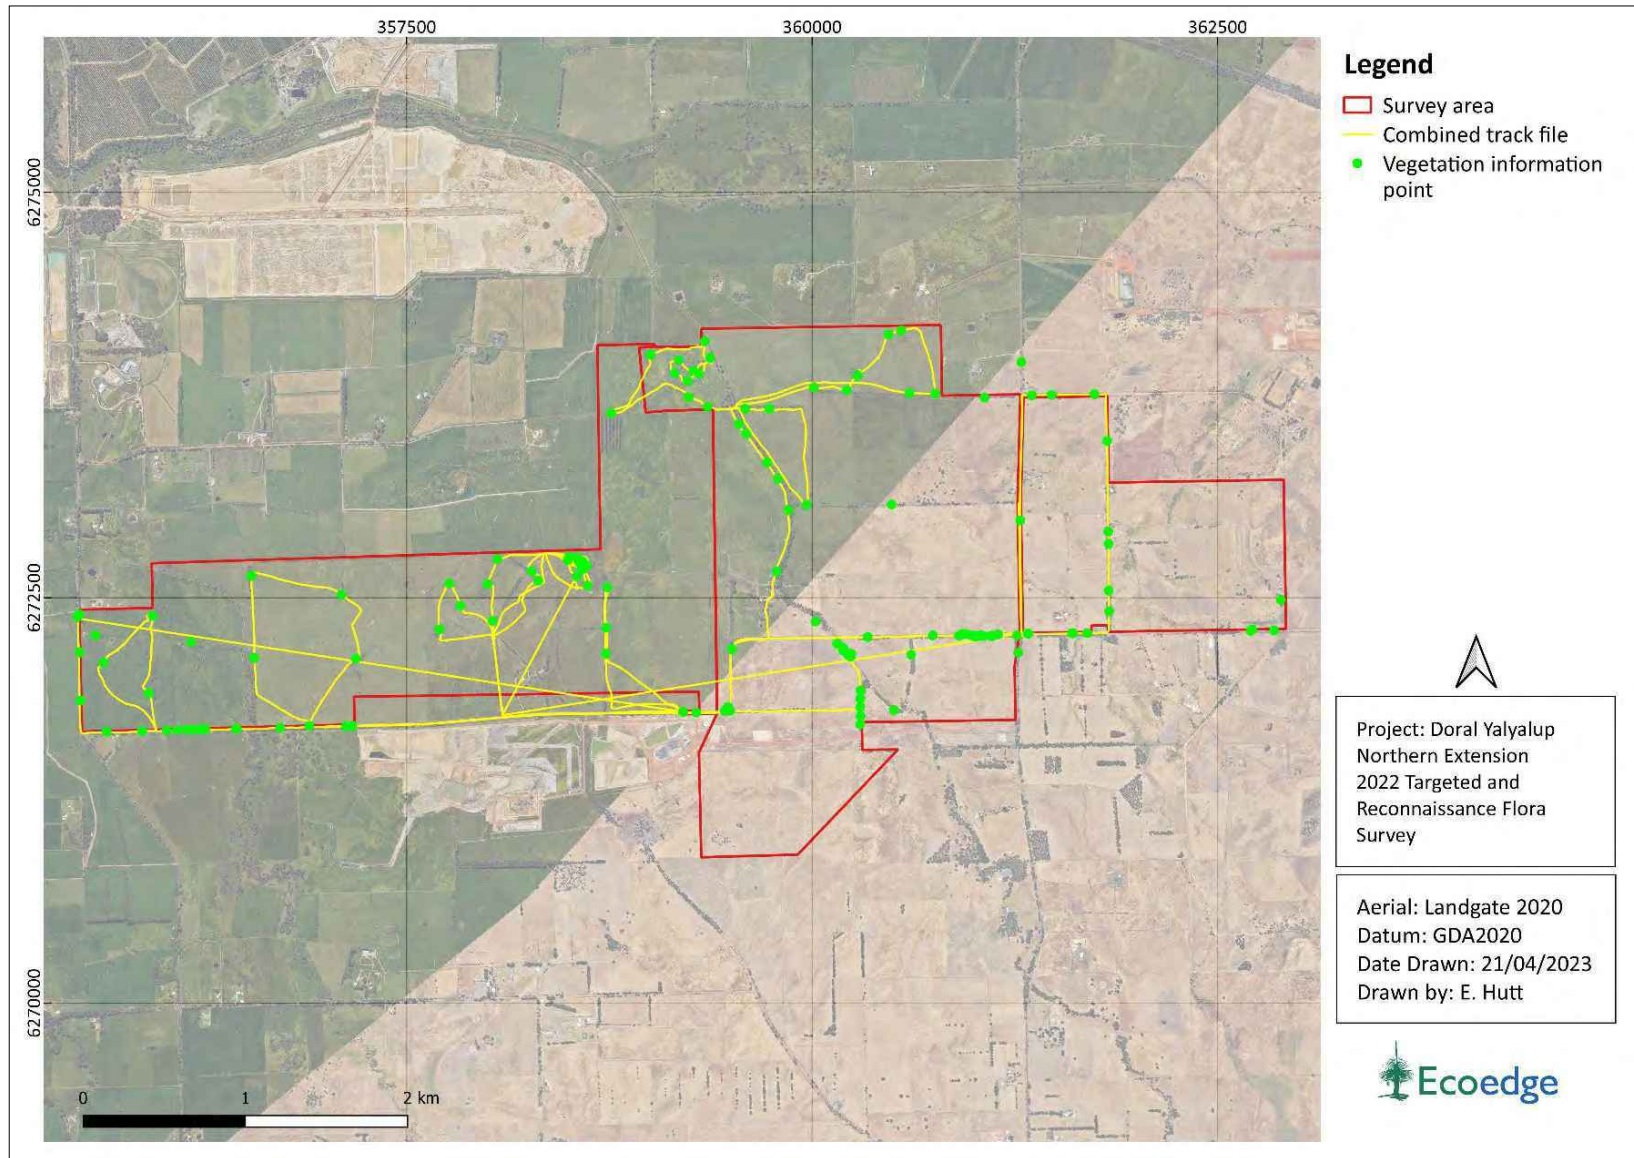 357500
360000
362500
6275000
6272500
6270000
Legend
Survey area
Combined track file
Vegetation information
point
Project: Doral Yalyalup
Northern Extension
2022 Targeted and
Reconnaissance Flora
Survey
Aerial: Landgate 2020
Datum: GDA2020
Date Drawn: 21/04/2023
Drawn by: E. Hutt
Ecoedge
0 1 2 km